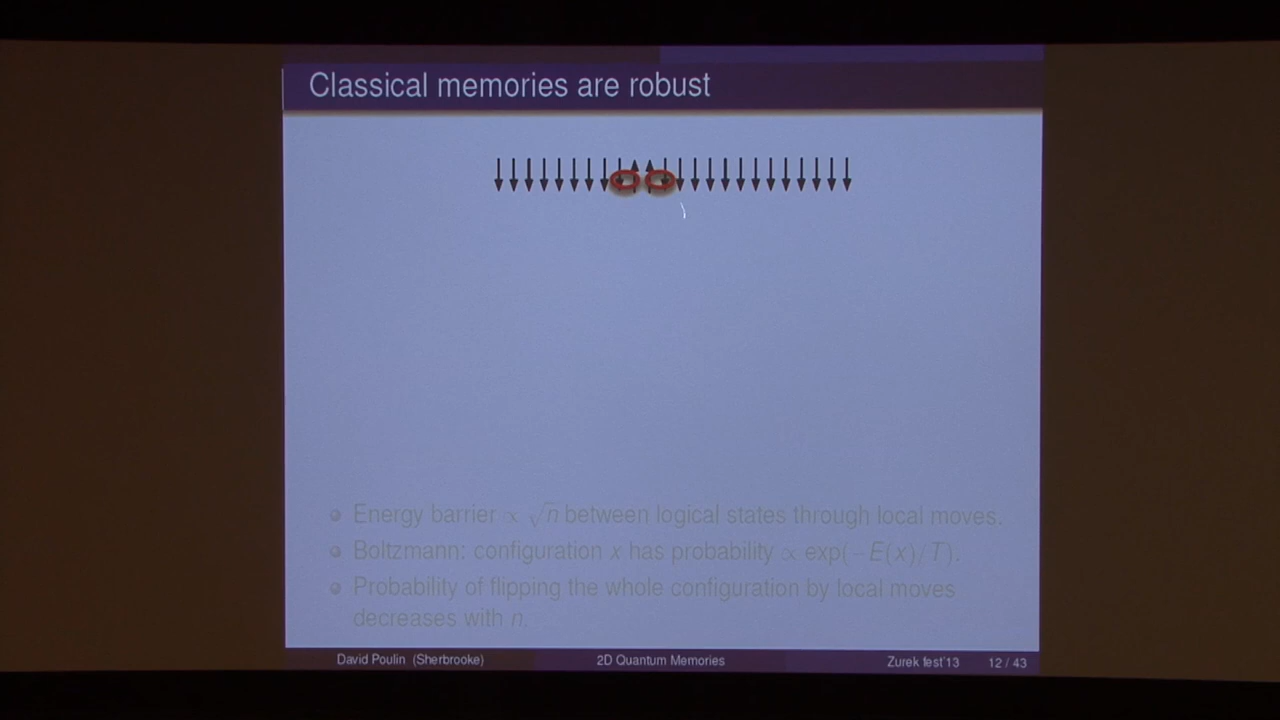 Classical memories are robust
Energy barrier ∝ √n between logical states through local moves.
Boltzmann: configuration x has probability ∝ exp(−E(x)/T).
Probability of flipping the whole configuration by local moves
decreases with n.
David Poulin (Sherbrooke) 2D Quantum Memories Zurek fest'13 12 / 43